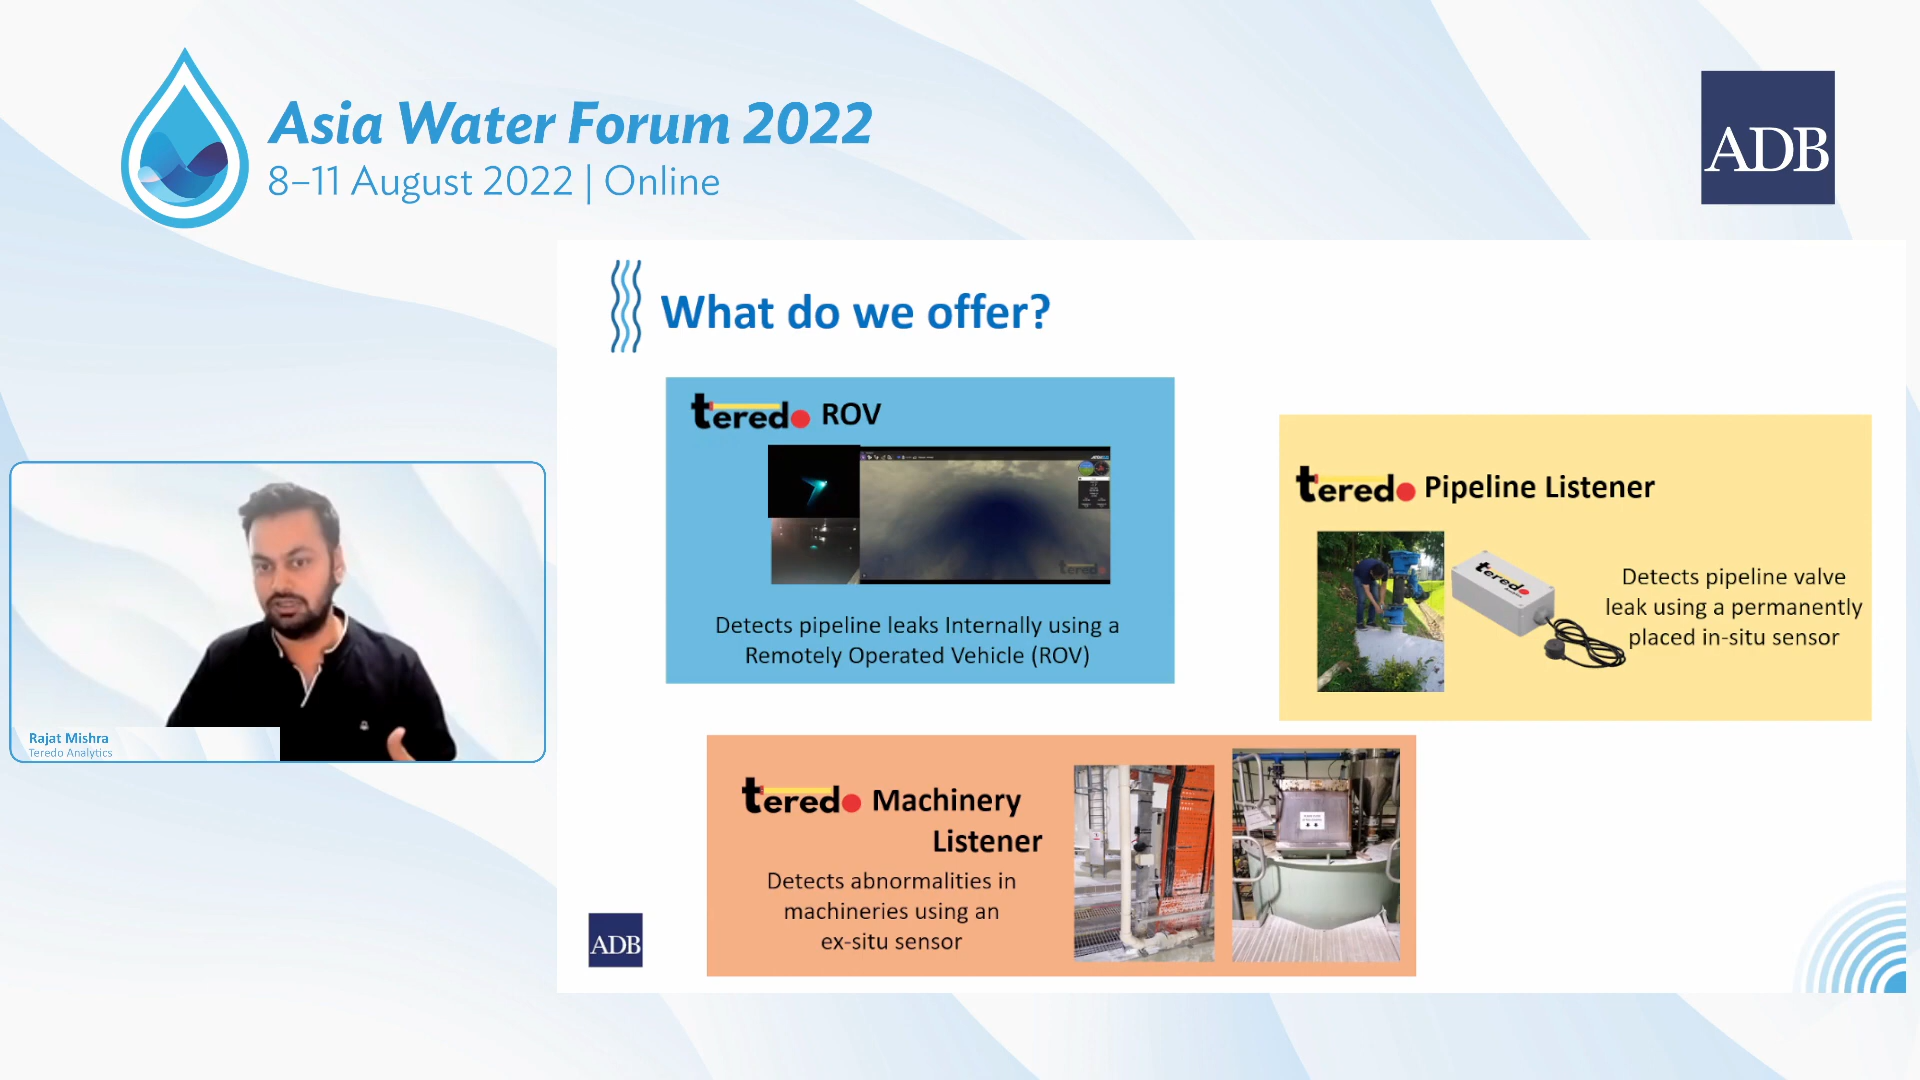 Asia Water Forum 2022
8–11 August 2022 | Online
ADB
What do we offer?
teredo ROV
teredo
Detects pipeline leaks Internally using a
Remotely Operated Vehicle (ROV)
teredo Pipeline Listener
teredo
Detects pipeline valve
leak using a permanently
placed in-situ sensor
Rajat Mishra
Teredo Analytics
teredo Machinery
Listener
Detects abnormalities in
machineries using an
ex-situ sensor
ADB